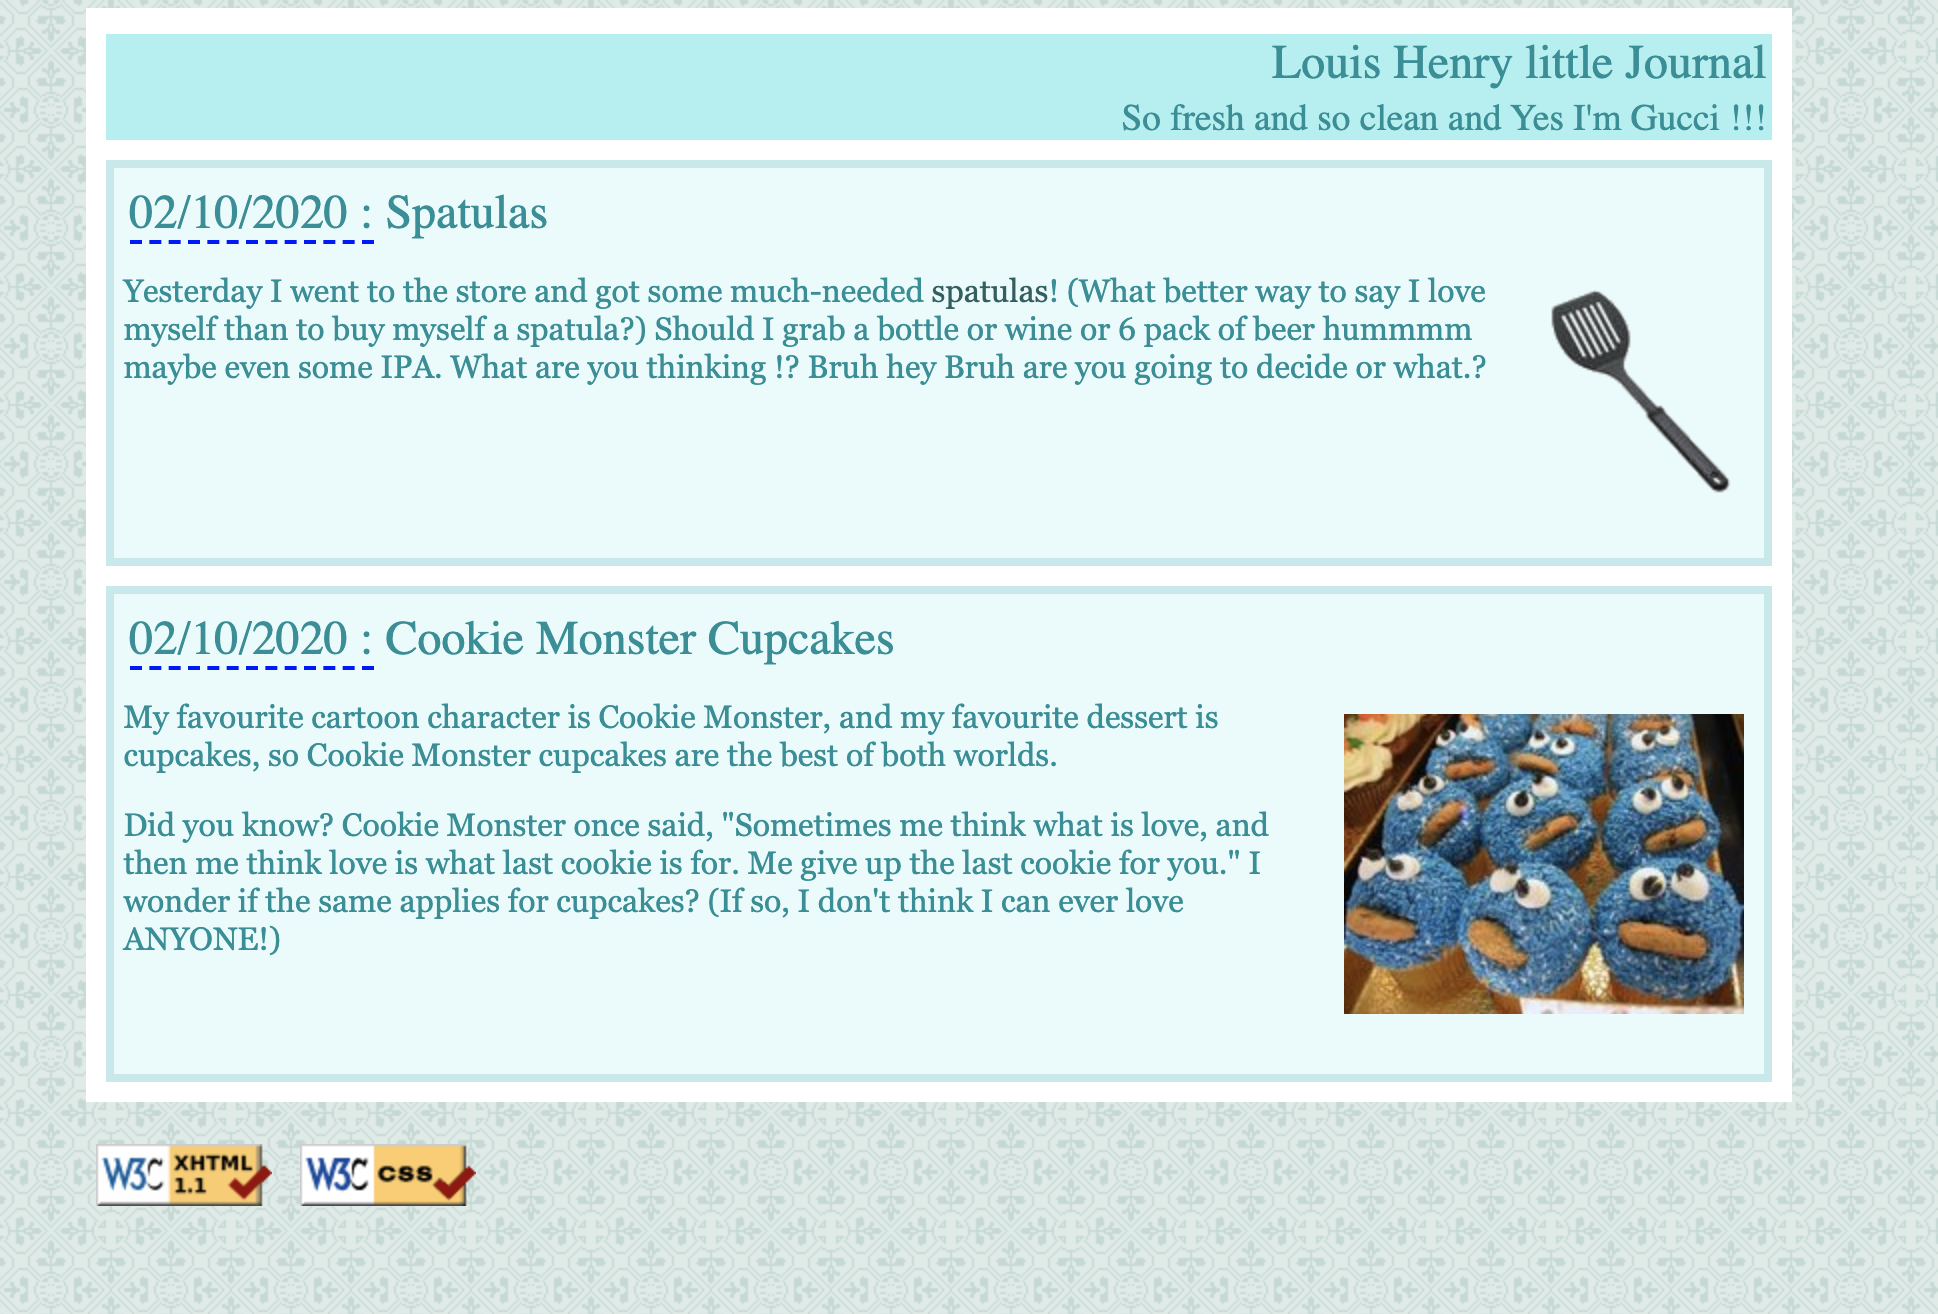 Louis Henry little Journal
So fresh and so clean and Yes I'm Gucci !!!
02/10/2020 : Spatulas
Yesterday I went to the store and got some much-needed spatulas! (What better way to say I love
myself than to buy myself a spatula?) Should I grab a bottle or wine or 6 pack of beer hummmm
maybe even some IPA. What are you thinking !? Bruh hey Bruh are you going to decide or what.?
02/10/2020 : Cookie Monster Cupcakes
My favourite cartoon character is Cookie Monster, and my favourite dessert is
cupcakes, so Cookie Monster cupcakes are the best of both worlds.
Did you know? Cookie Monster once said, "Sometimes me think what is love, and
then me think love is what last cookie is for. Me give up the last cookie for you." I
wonder if the same applies for cupcakes? (If so, I don't think I can ever love
ANYONE!)
W3C XHTML 1.1
W3C css